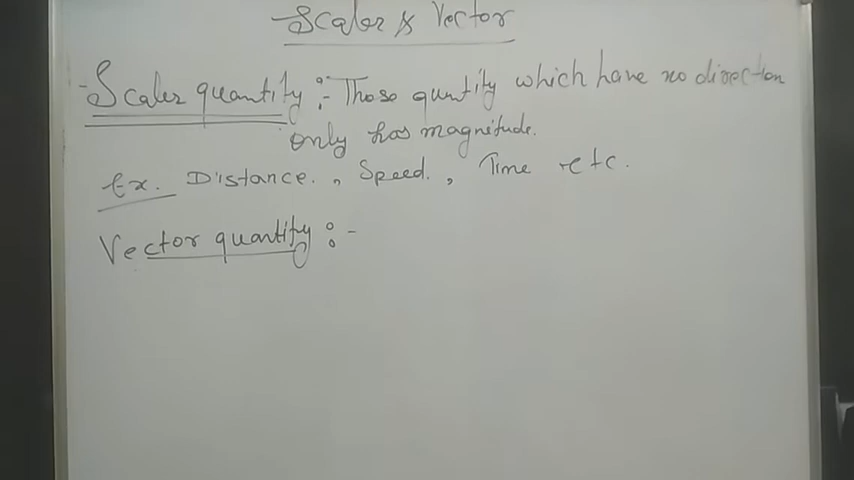 Scaler & Vector
Scaler quantity :- Those quntity which have no direction
only has magnitude.
Ex. Distance. , Speed. , Time etc.
Vector quantity :-